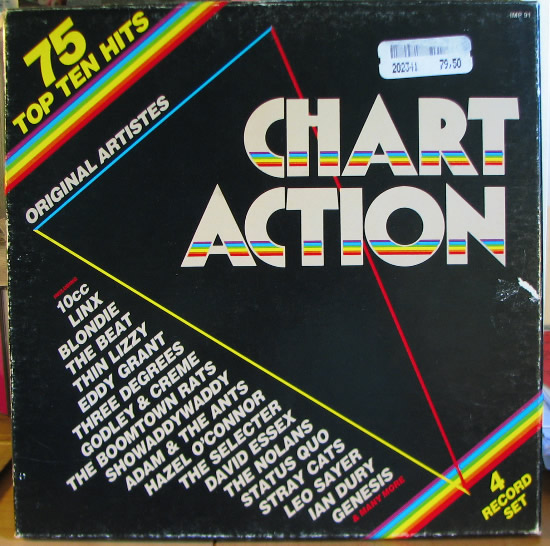 75
TOP TEN HITS
ORIGINAL ARTISTES
202341 79,50
CHART
ACTION
10cc
LINX
BLONDIE
THE BEAT
THIN LIZZY
EDDY GRANT
THREE DEGREES
GODLEY & CREME
THE BOOMTOWN RATS
SHOWADDYWADDY
ADAM & THE ANTS
HAZEL O'CONNOR
THE SELECTER
DAVID ESSEX
THE NOLANS
STATUS QUO
STRAY CATS
LEO SAYER
IAN DURY
GENESIS
& MANY MORE
4
RECORD
SET